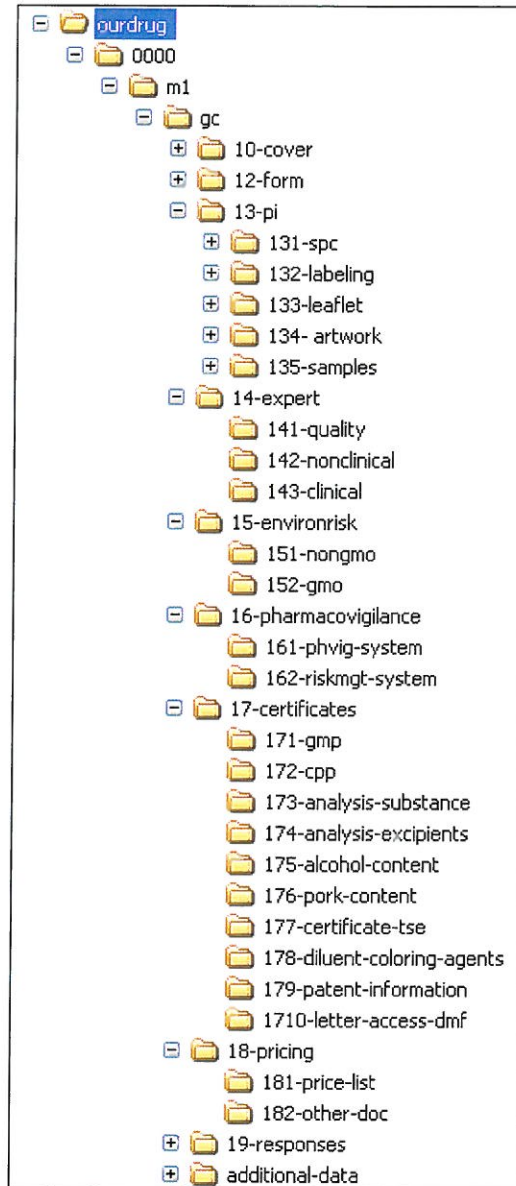 ourdrug
0000
m1
gc
10-cover
12-form
13-pi
131-spc
132-labeling
133-leaflet
134- artwork
135-samples
14-expert
141-quality
142-nonclinical
143-clinical
15-environrisk
151-nongmo
152-gmo
16-pharmacovigilance
161-phvig-system
162-riskmgt-system
17-certificates
171-gmp
172-cpp
173-analysis-substance
174-analysis-excipients
175-alcohol-content
176-pork-content
177-certificate-tse
178-diluent-coloring-agents
179-patent-information
1710-letter-access-dmf
18-pricing
181-price-list
182-other-doc
19-responses
additional-data